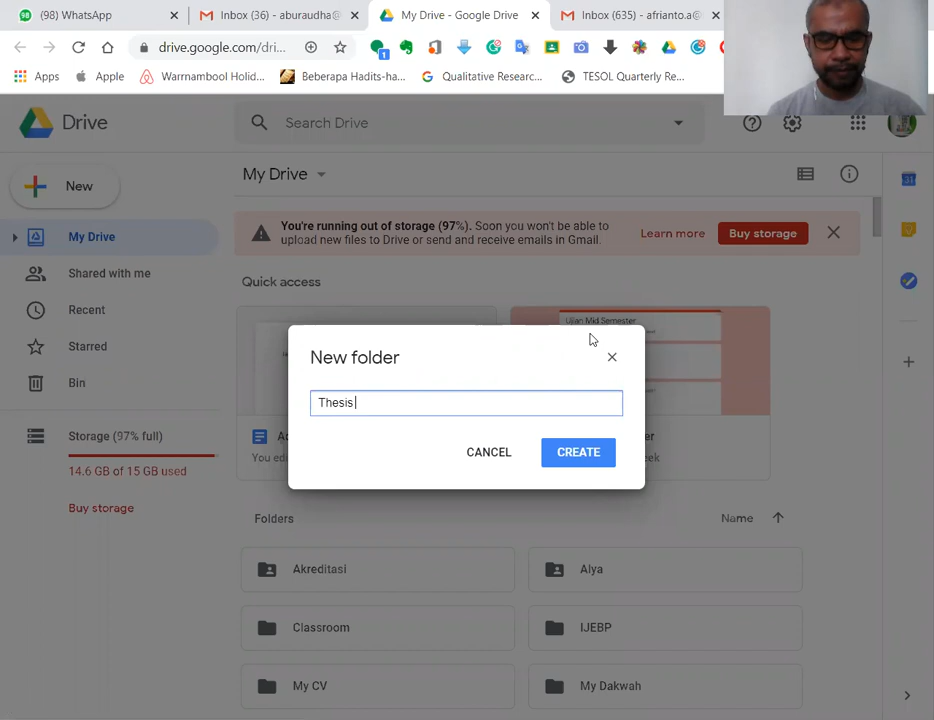 (98) WhatsApp
Inbox (36) - aburaudha@
My Drive - Google Drive
Inbox (635) - afrianto.a@
drive.google.com/dri...
1
Apps
Apple
Warrnambool Holid...
Beberapa Hadits-ha...
Qualitative Researc...
TESOL Quarterly Re...
Drive
Search Drive
New
My Drive
My Drive
Shared with me
Recent
Starred
Bin
Storage (97% full)
14.6 GB of 15 GB used
Buy storage
You're running out of storage (97%). Soon you won't be able to
upload new files to Drive or send and receive emails in Gmail.
Learn more
Buy storage
Quick access
Ujian Mid Semester
New folder
Thesis
CANCEL
CREATE
You edi
Folders
Name
Akreditasi
Alya
Classroom
IJEBP
My CV
My Dakwah
31